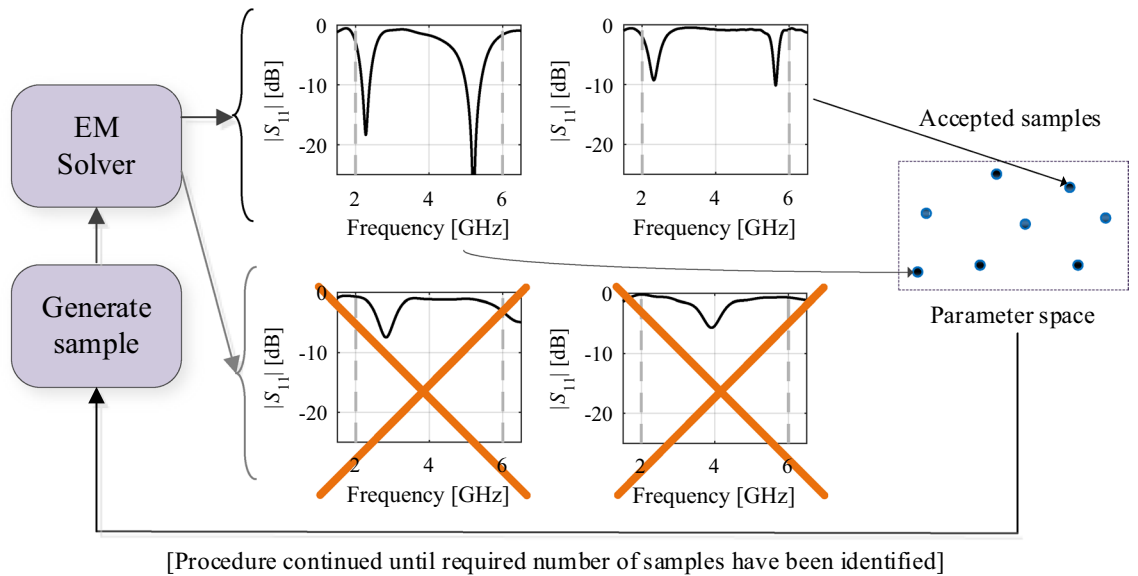 EM
Solver
Generate
sample
|S11| [dB]
0
-10
-20
2
4
6
Frequency [GHz]
|S11| [dB]
0
-10
-20
2
4
6
Frequency [GHz]
Accepted samples
Parameter space
|S11| [dB]
0
-10
-20
2
4
6
Frequency [GHz]
|S11| [dB]
0
-10
-20
2
4
6
Frequency [GHz]
[Procedure continued until required number of samples have been identified]